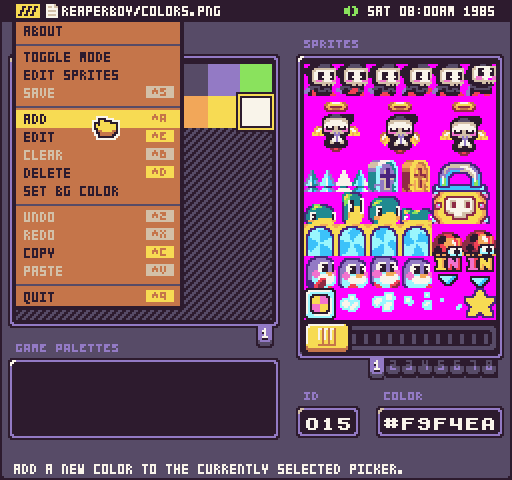 REAPERBOY/COLORS.PNG
SAT 08:00AM 1985
ABOUT
TOGGLE MODE
EDIT SPRITES
SAVE ^S
ADD ^A
EDIT ^E
CLEAR ^B
DELETE ^D
SET BG COLOR
UNDO ^Z
REDO ^X
COPY ^C
PASTE ^V
QUIT ^Q
1
SPRITES
IN IN
1 2 3 4 5 6 7 8
GAME PALETTES
ID
015
COLOR
#F9F4EA
ADD A NEW COLOR TO THE CURRENTLY SELECTED PICKER.